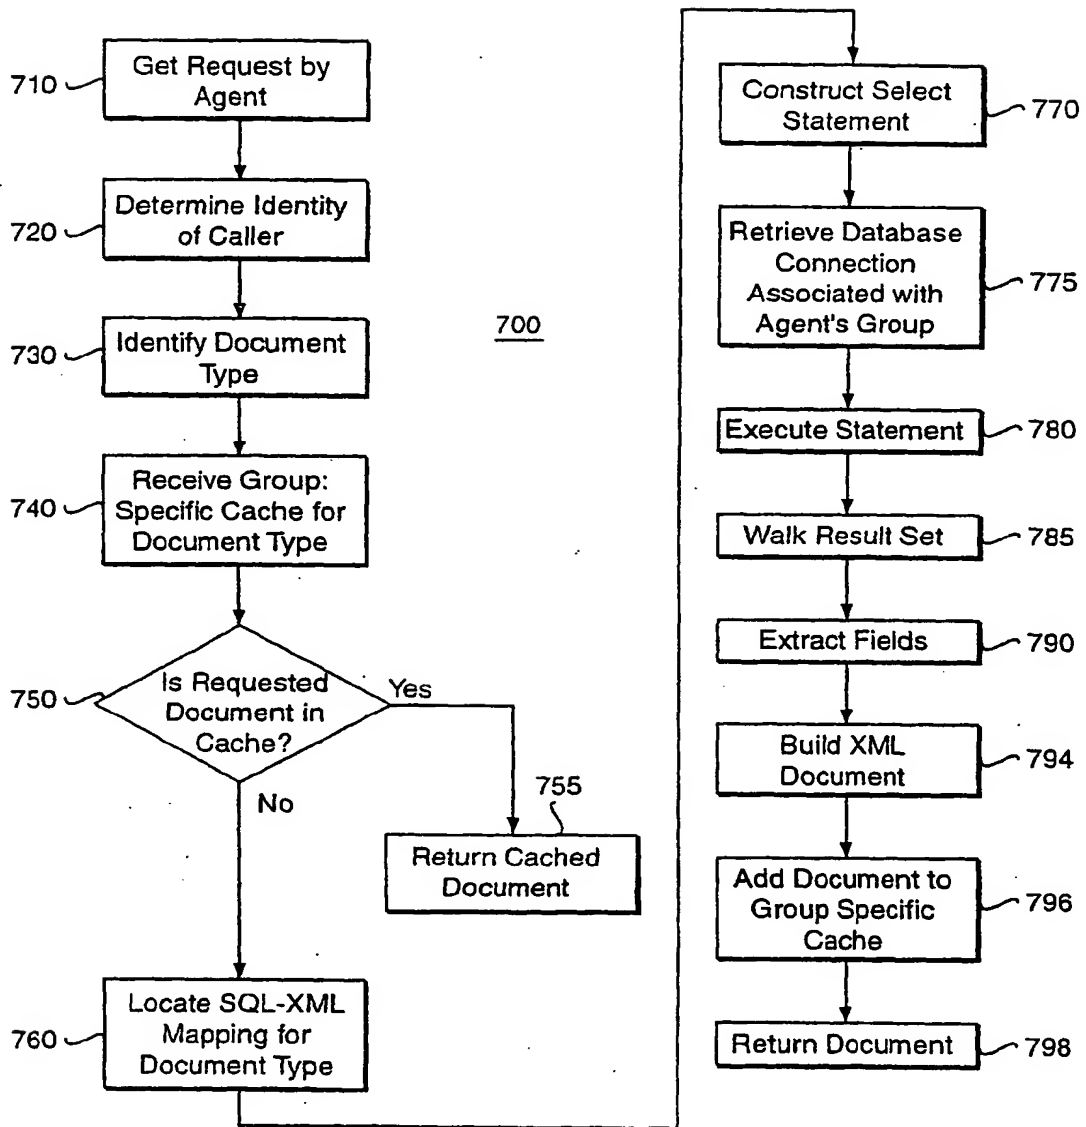 710
Get Request by
Agent
720
Determine Identity
of Caller
730
Identify Document
Type
700
740
Receive Group:
Specific Cache for
Document Type
750
Is Requested
Document in
Cache?
Yes
No
755
Return Cached
Document
760
Locate SQL-XML
Mapping for
Document Type
Construct Select
Statement
770
Retrieve Database
Connection
Associated with
Agent's Group
775
Execute Statement
780
Walk Result Set
785
Extract Fields
790
Build XML
Document
794
Add Document to
Group Specific
Cache
796
Return Document
798